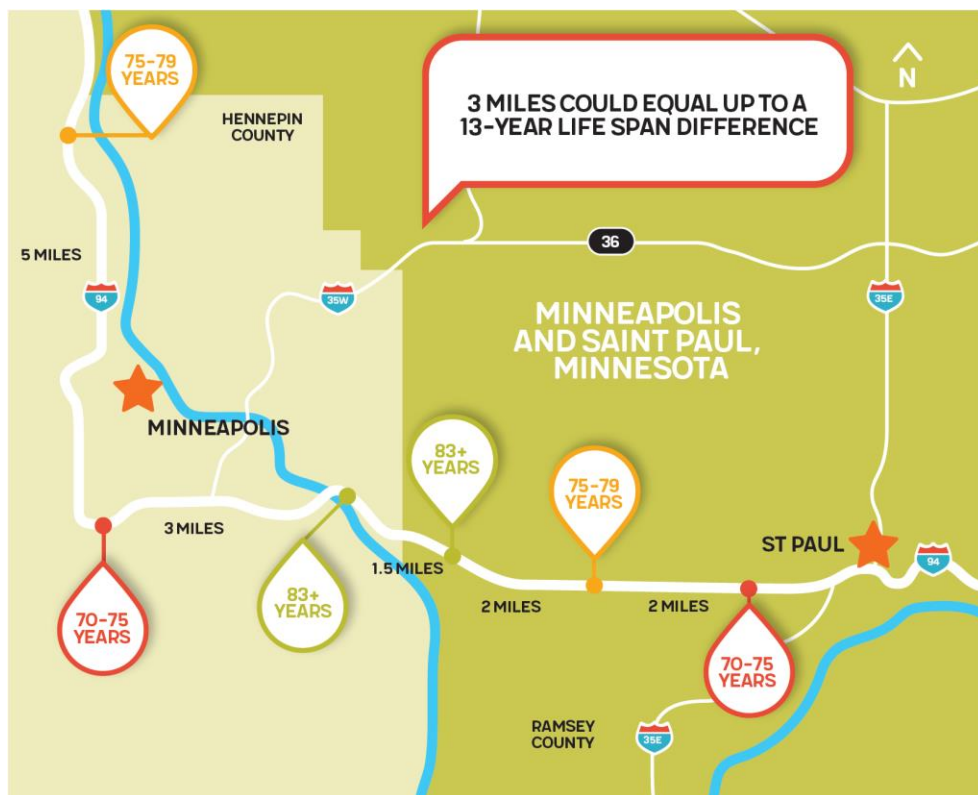 75-79
YEARS
HENNEPIN
COUNTY
3 MILES COULD EQUAL UP TO A
13-YEAR LIFE SPAN DIFFERENCE
N
5 MILES
94
35W
36
35E
MINNEAPOLIS
AND SAINT PAUL,
MINNESOTA
MINNEAPOLIS
83+
YEARS
75-79
YEARS
3 MILES
ST PAUL
94
1.5 MILES
83+
YEARS
2 MILES
2 MILES
70-75
YEARS
70-75
YEARS
RAMSEY
COUNTY
35E